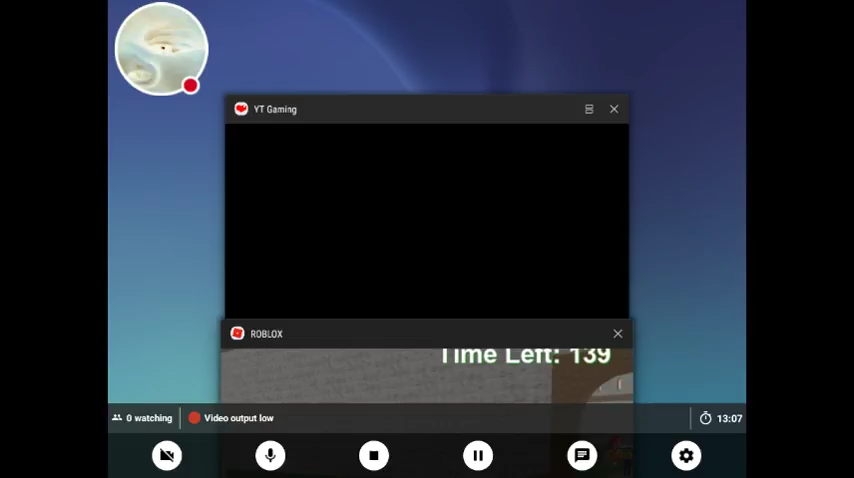 YT Gaming
ROBLOX
Time Left: 139
0 watching
Video output low
13:07